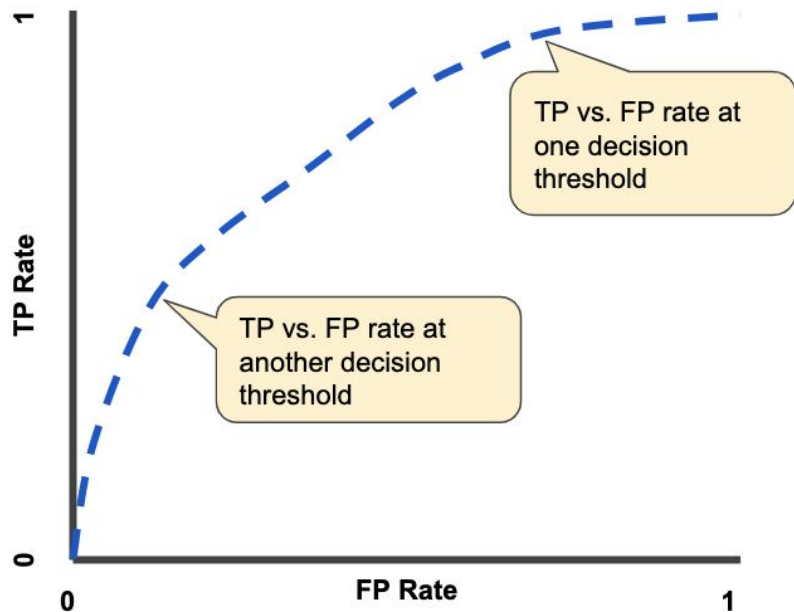 1
TP vs. FP rate at
one decision
threshold
TP Rate
TP vs. FP rate at
another decision
threshold
0
0
FP Rate
1